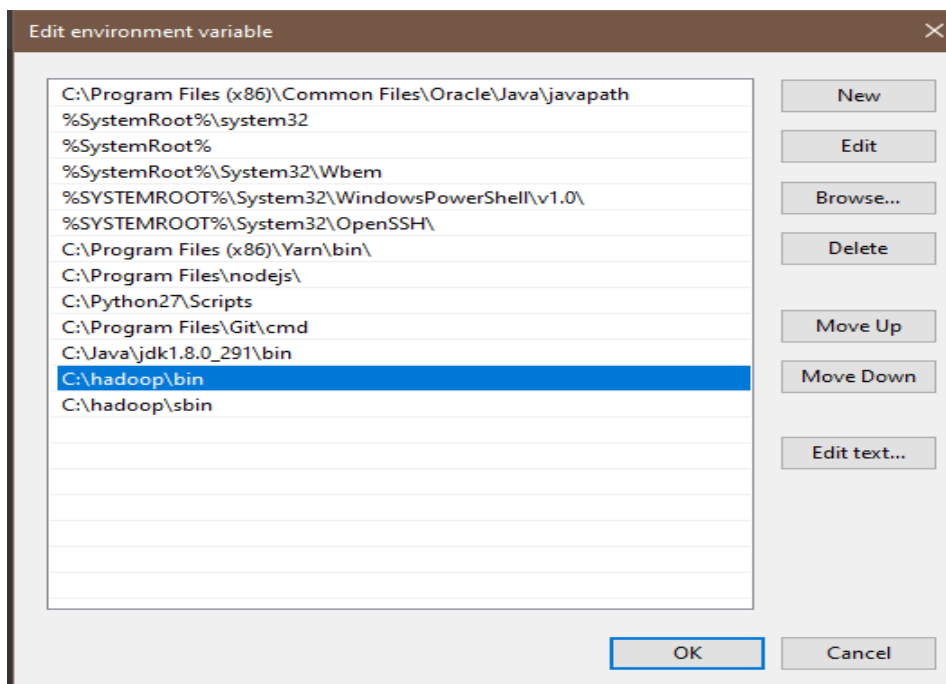 Edit environment variable
C:\Program Files (x86)\Common Files\Oracle\Java\javapath
%SystemRoot%\system32
%SystemRoot%
%SystemRoot%\System32\Wbem
%SYSTEMROOT%\System32\WindowsPowerShell\v1.0\
%SYSTEMROOT%\System32\OpenSSH\
C:\Program Files (x86)\Yarn\bin\
C:\Program Files\nodejs\
C:\Python27\Scripts
C:\Program Files\Git\cmd
C:\Java\jdk1.8.0_291\bin
C:\hadoop\bin
C:\hadoop\sbin
New
Edit
Browse...
Delete
Move Up
Move Down
Edit text...
OK
Cancel